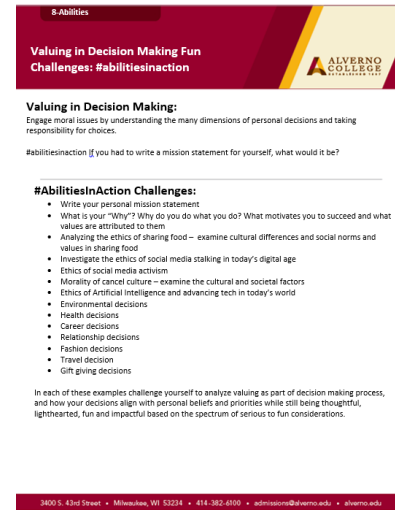 8-Abilities
Valuing in Decision Making Fun
Challenges: #abilitiesinaction
ALVERNO
COLLEGE
ESTABLISHED 1887
Valuing in Decision Making:
Engage moral issues by understanding the many dimensions of personal decisions and taking
responsibility for choices.
#abilitiesinaction If you had to write a mission statement for yourself, what would it be?
#AbilitiesInAction Challenges:
• Write your personal mission statement
• What is your "Why"? Why do you do what you do? What motivates you to succeed and what
values are attributed to them
• Analyzing the ethics of sharing food – examine cultural differences and social norms and
values in sharing food
• Investigate the ethics of social media stalking in today's digital age
• Ethics of social media activism
• Morality of cancel culture – examine the cultural and societal factors
• Ethics of Artificial Intelligence and advancing tech in today's world
• Environmental decisions
• Health decisions
• Career decisions
• Relationship decisions
• Fashion decisions
• Travel decision
• Gift giving decisions
In each of these examples challenge yourself to analyze valuing as part of decision making process,
and how your decisions align with personal beliefs and priorities while still being thoughtful,
lighthearted, fun and impactful based on the spectrum of serious to fun considerations.
3400 S. 43rd Street • Milwaukee, WI 53234 • 414-382-6100 • admissions@alverno.edu • alverno.edu